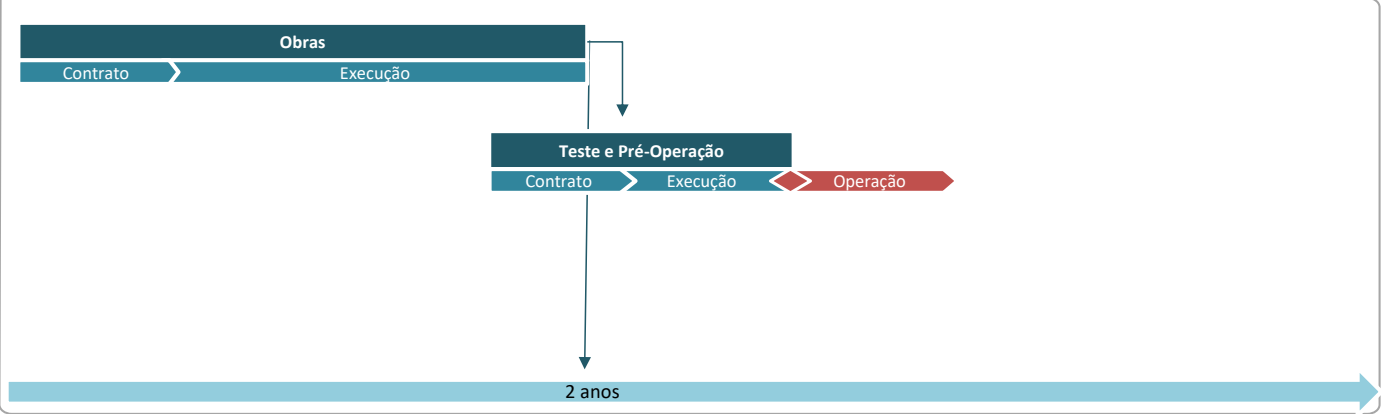 Obras
Contrato
Execução
Teste e Pré-Operação
Contrato
Execução
Operação
2 anos